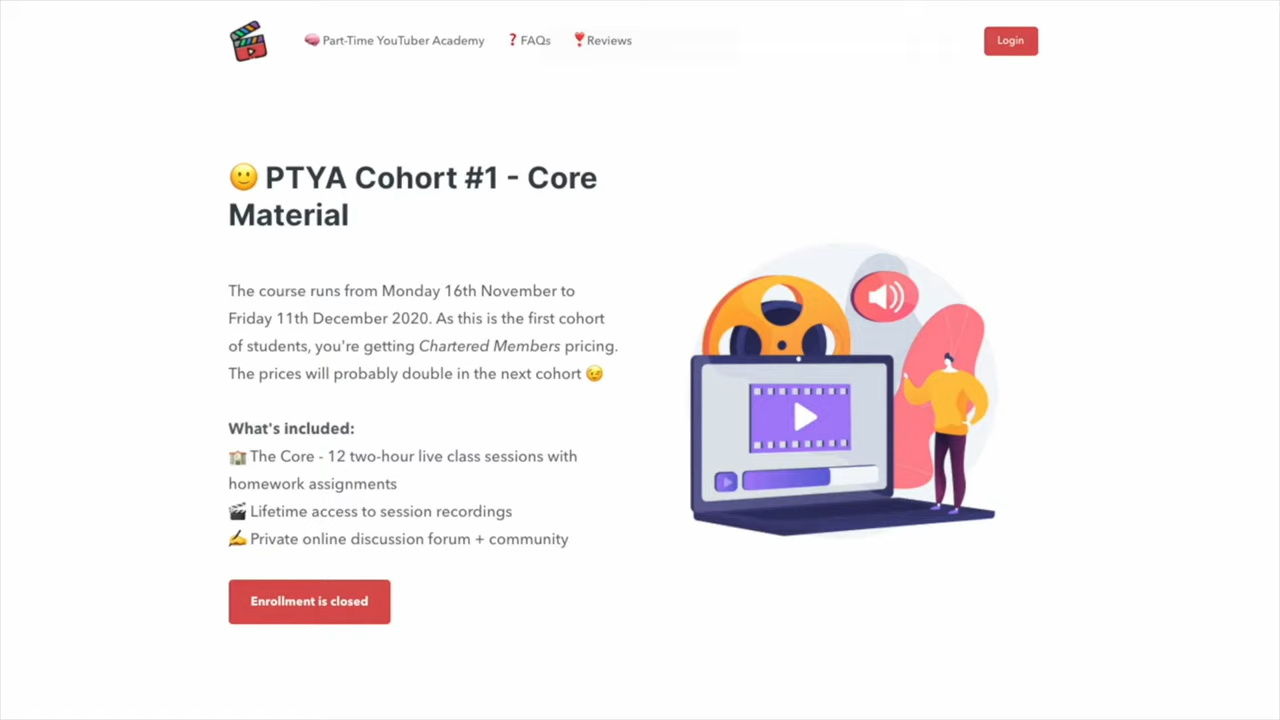 🧠 Part-Time YouTuber Academy ❓ FAQs ❣️Reviews Login
🙂 PTYA Cohort #1 - Core
Material
The course runs from Monday 16th November to
Friday 11th December 2020. As this is the first cohort
of students, you're getting Chartered Members pricing.
The prices will probably double in the next cohort 😉
What's included:
🏫 The Core - 12 two-hour live class sessions with
homework assignments
🎬 Lifetime access to session recordings
✍️ Private online discussion forum + community
Enrollment is closed